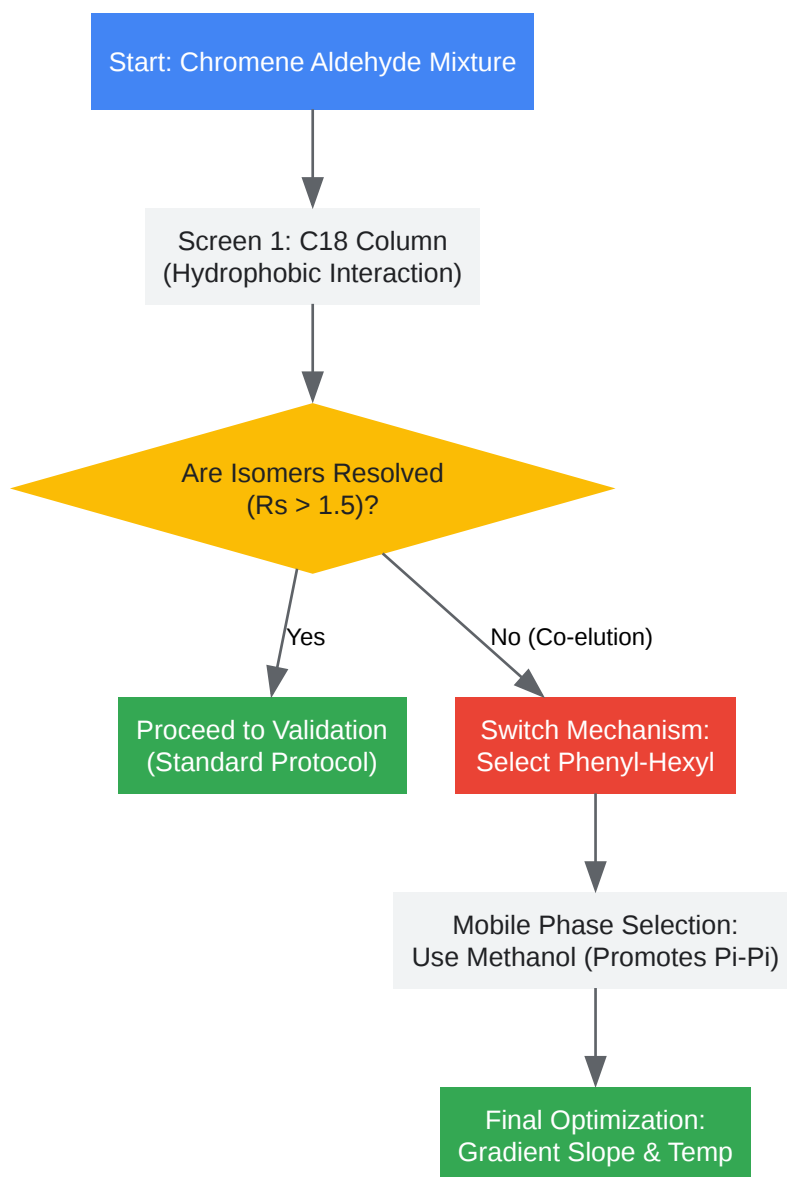 Start: Chromene Aldehyde Mixture
Screen 1: C18 Column
(Hydrophobic Interaction)
Are Isomers Resolved
(Rs > 1.5)?
Yes
No (Co-elution)
Proceed to Validation
(Standard Protocol)
Switch Mechanism:
Select Phenyl-Hexyl
Mobile Phase Selection:
Use Methanol (Promotes Pi-Pi)
Final Optimization:
Gradient Slope & Temp